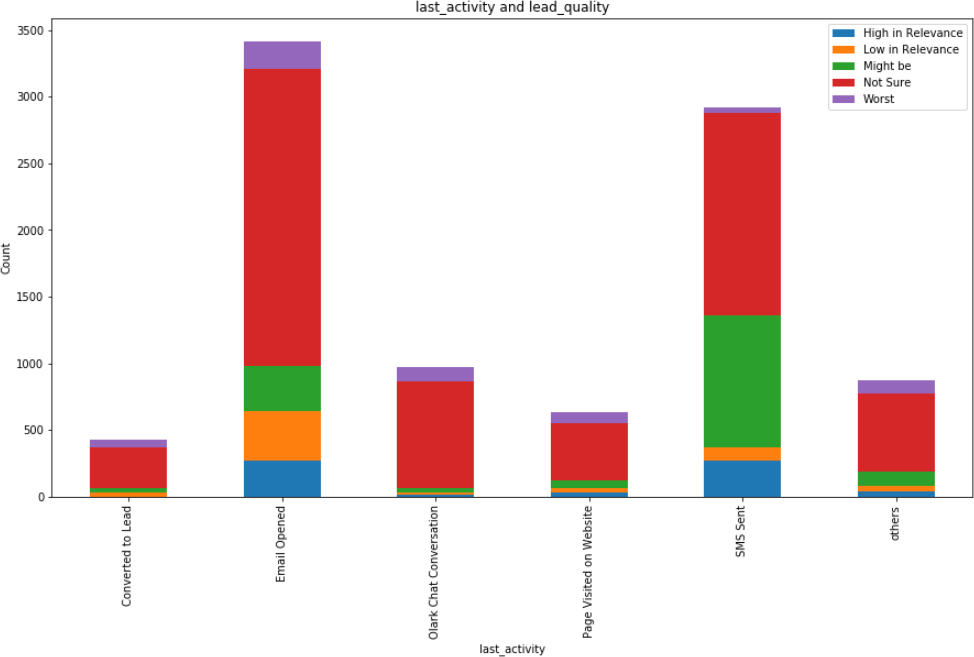 last_activity and lead_quality
3500
3000
2500
2000
1500
1000
500
0
Count
High in Relevance
Low in Relevance
Might be
Not Sure
Worst
Converted to Lead
Email Opened
Olark Chat Conversation
Page Visited on Website
SMS Sent
others
last_activity